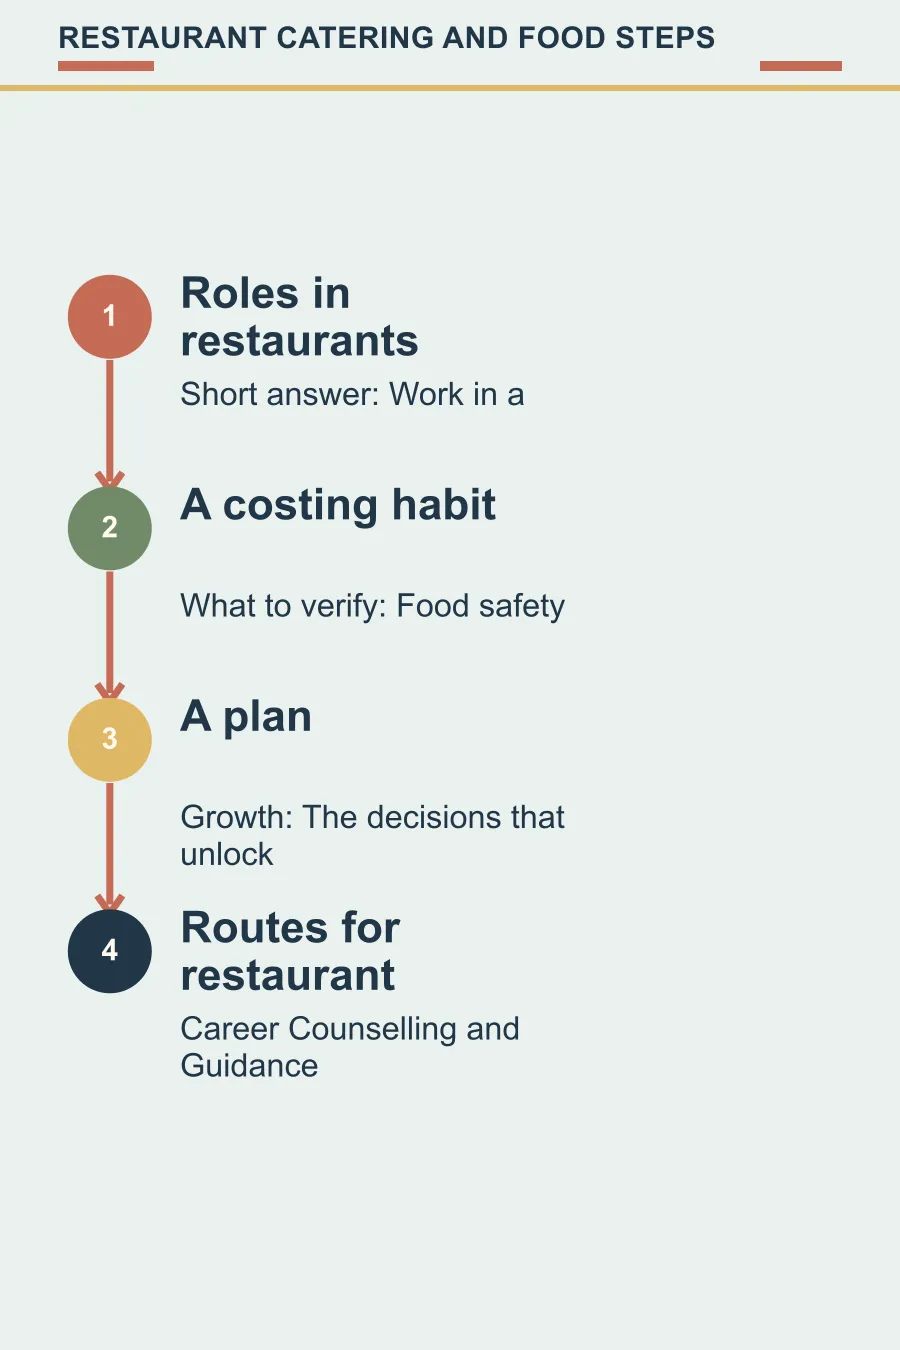 RESTAURANT CATERING AND FOOD STEPS
1
Roles in
restaurants
Short answer: Work in a
2
A costing habit
What to verify: Food safety
3
A plan
Growth: The decisions that
unlock
4
Routes for
restaurant
Career Counselling and
Guidance